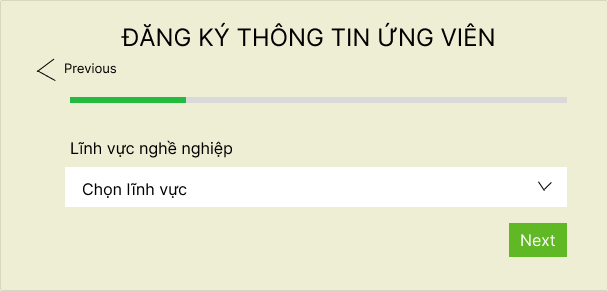 ĐĂNG KÝ THÔNG TIN ỨNG VIÊN
Previous
Lĩnh vực nghề nghiệp
Chọn lĩnh vực
Next